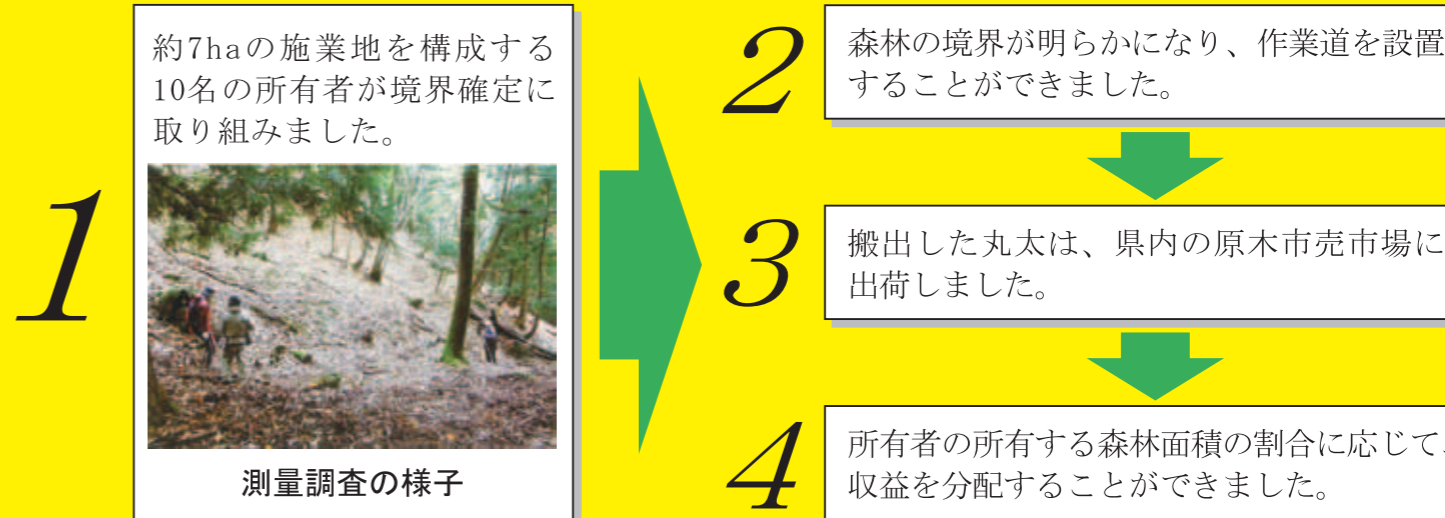 1
約7haの施業地を構成する
10名の所有者が境界確定に
取り組みました。
測量調査の様子
2
森林の境界が明らかになり、作業道を設置
することができました。
3
搬出した丸太は、県内の原木市売市場に
出荷しました。
4
所有者の所有する森林面積の割合に応じて、
収益を分配することができました。